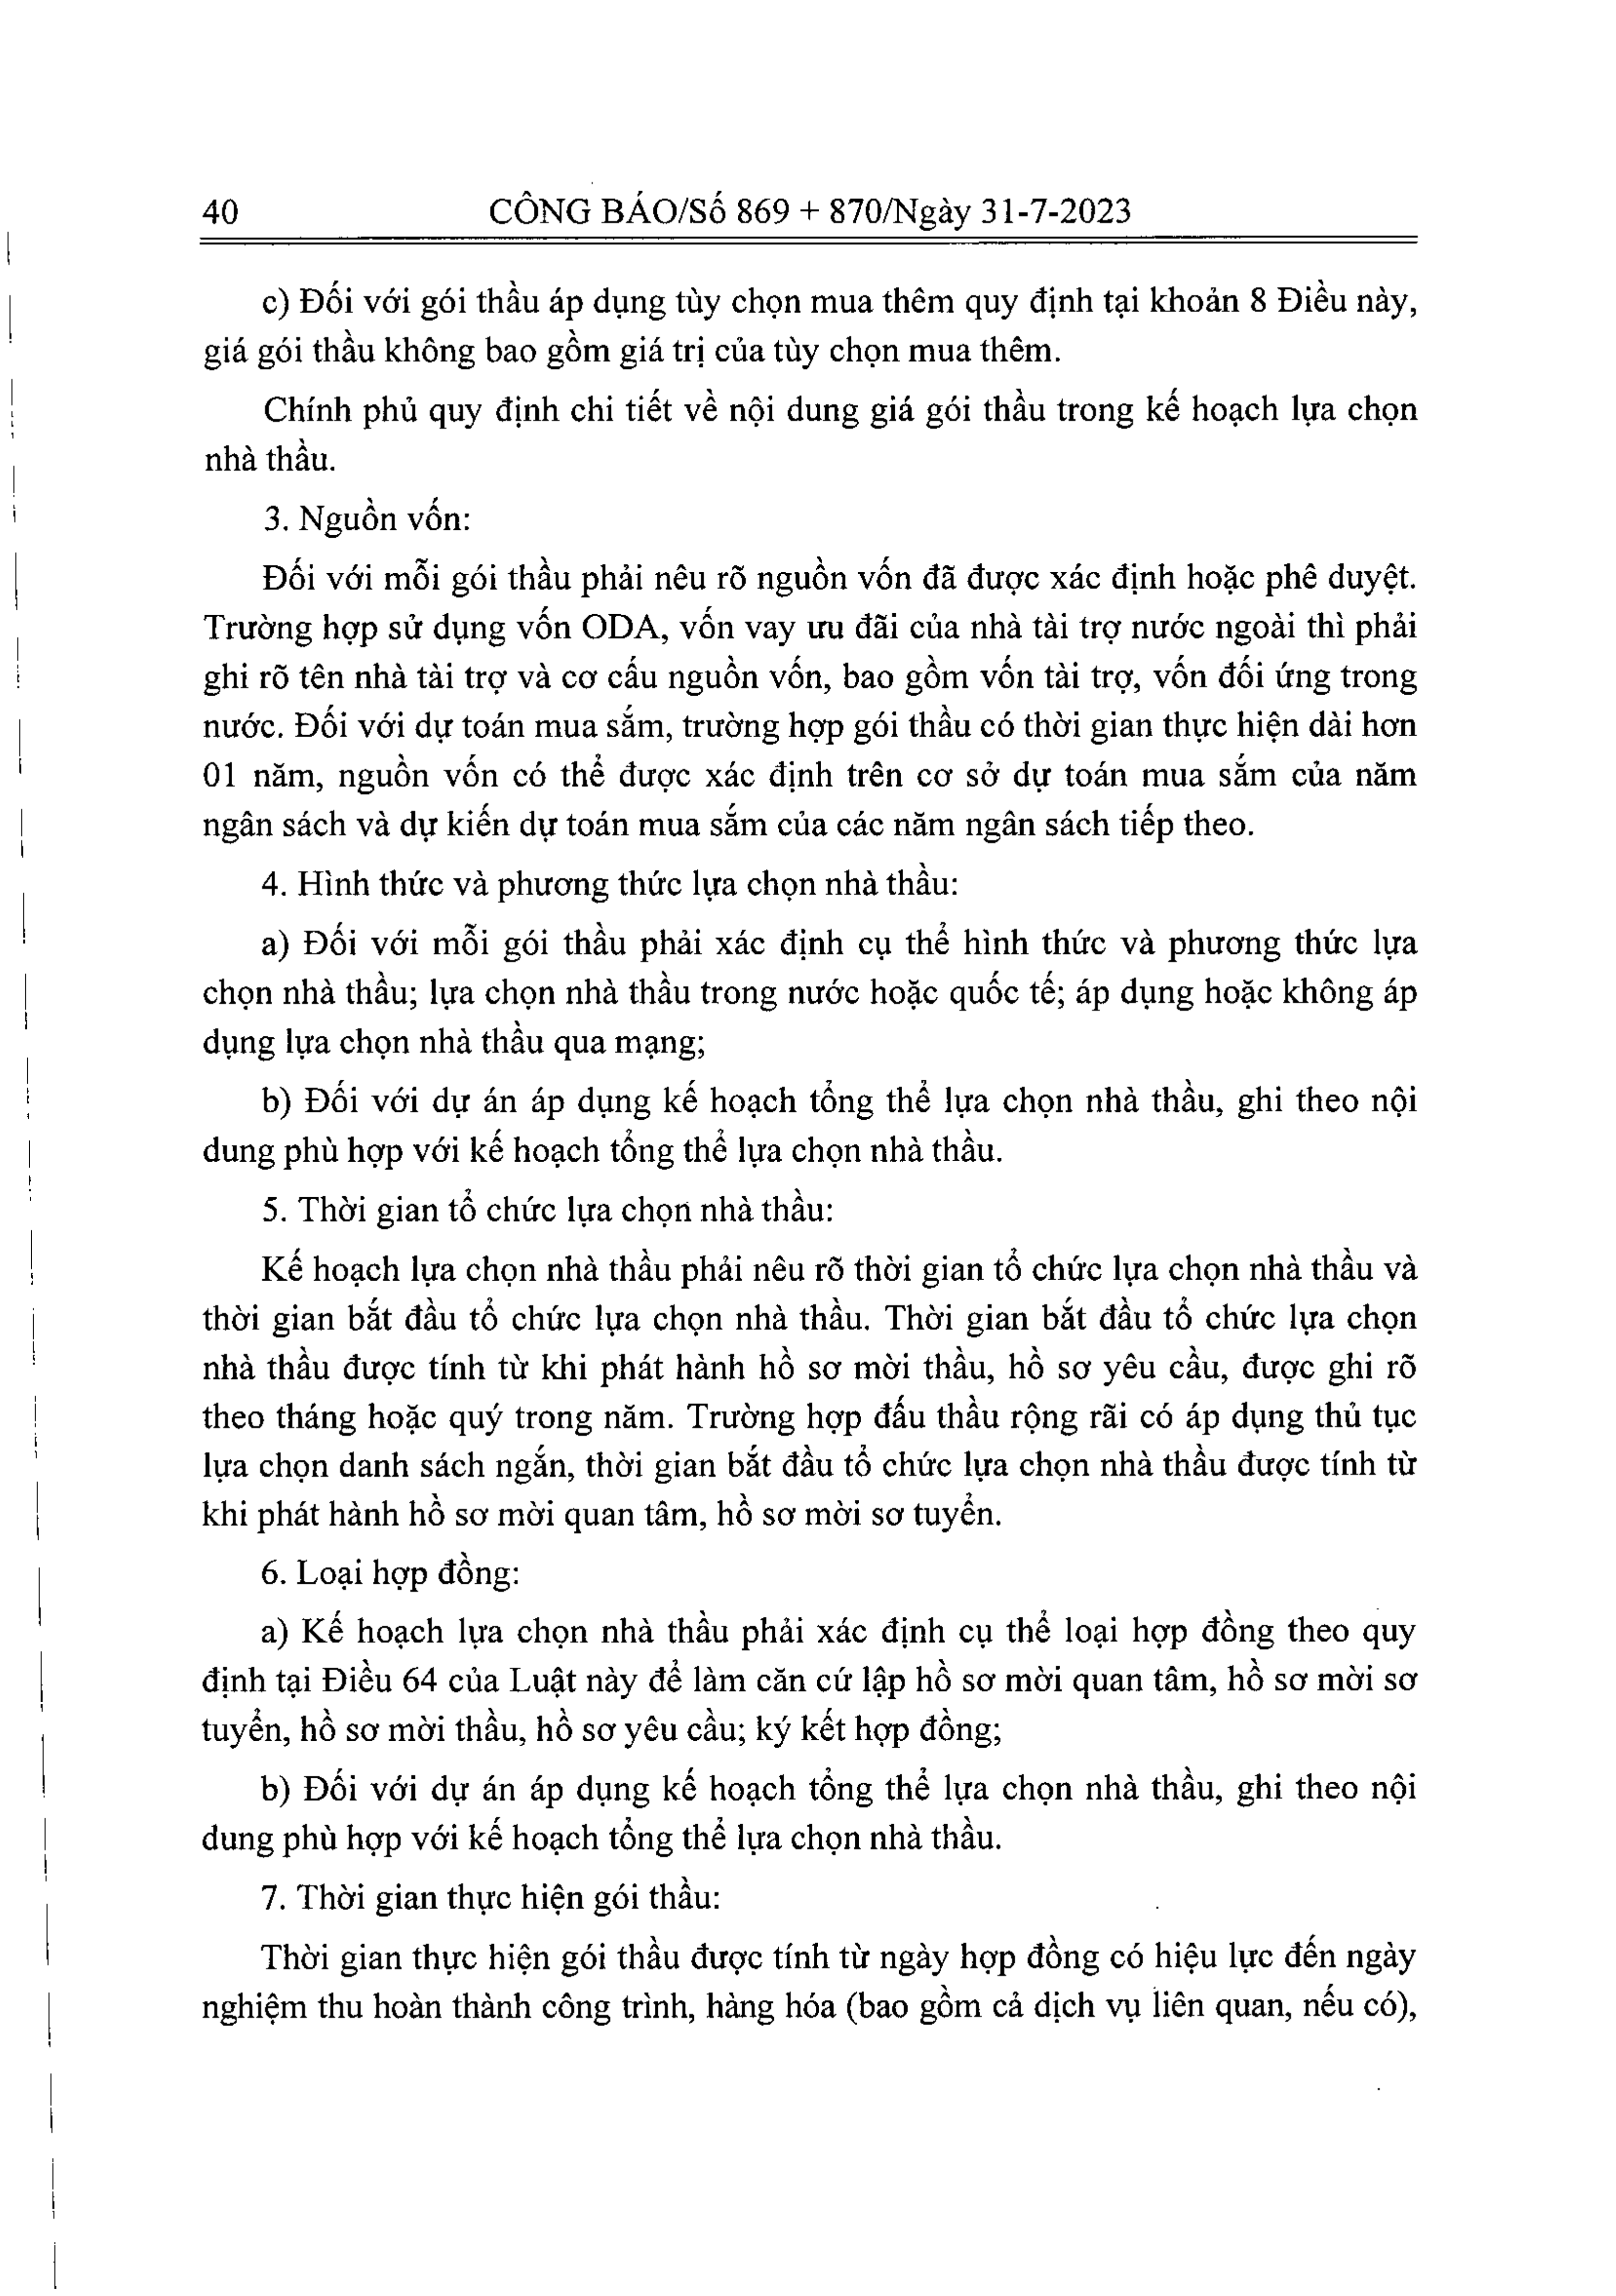 40 CÔNG BÁO/Số 869 + 870/Ngày 31-7-2023
c) Đối với gói thầu áp dụng tùy chọn mua thêm quy định tại khoản 8 Điều này,
giá gói thầu không bao gồm giá trị của tùy chọn mua thêm.
Chính phủ quy định chi tiết về nội dung giá gói thầu trong kế hoạch lựa chọn
nhà thầu.
3. Nguồn vốn:
Đối với mỗi gói thầu phải nêu rõ nguồn vốn đã được xác định hoặc phê duyệt.
Trường hợp sử dụng vốn ODA, vốn vay ưu đãi của nhà tài trợ nước ngoài thì phải
ghi rõ tên nhà tài trợ và cơ cấu nguồn vốn, bao gồm vốn tài trợ, vốn đối ứng trong
nước. Đối với dự toán mua sắm, trường hợp gói thầu có thời gian thực hiện dài hơn
01 năm, nguồn vốn có thể được xác định trên cơ sở dự toán mua sắm của năm
ngân sách và dự kiến dự toán mua sắm của các năm ngân sách tiếp theo.
4. Hình thức và phương thức lựa chọn nhà thầu:
a) Đối với mỗi gói thầu phải xác định cụ thể hình thức và phương thức lựa
chọn nhà thầu; lựa chọn nhà thầu trong nước hoặc quốc tế; áp dụng hoặc không áp
dụng lựa chọn nhà thầu qua mạng;
b) Đối với dự án áp dụng kế hoạch tổng thể lựa chọn nhà thầu, ghi theo nội
dung phù hợp với kế hoạch tổng thể lựa chọn nhà thầu.
5. Thời gian tổ chức lựa chọn nhà thầu:
Kế hoạch lựa chọn nhà thầu phải nêu rõ thời gian tổ chức lựa chọn nhà thầu và
thời gian bắt đầu tổ chức lựa chọn nhà thầu. Thời gian bắt đầu tổ chức lựa chọn
nhà thầu được tính từ khi phát hành hồ sơ mời thầu, hồ sơ yêu cầu, được ghi rõ
theo tháng hoặc quý trong năm. Trường hợp đấu thầu rộng rãi có áp dụng thủ tục
lựa chọn danh sách ngắn, thời gian bắt đầu tổ chức lựa chọn nhà thầu được tính từ
khi phát hành hồ sơ mời quan tâm, hồ sơ mời sơ tuyển.
6. Loại hợp đồng:
a) Kế hoạch lựa chọn nhà thầu phải xác định cụ thể loại hợp đồng theo quy
định tại Điều 64 của Luật này để làm căn cứ lập hồ sơ mời quan tâm, hồ sơ mời sơ
tuyển, hồ sơ mời thầu, hồ sơ yêu cầu; ký kết hợp đồng;
b) Đối với dự án áp dụng kế hoạch tổng thể lựa chọn nhà thầu, ghi theo nội
dung phù hợp với kế hoạch tổng thể lựa chọn nhà thầu.
7. Thời gian thực hiện gói thầu:
Thời gian thực hiện gói thầu được tính từ ngày hợp đồng có hiệu lực đến ngày
nghiệm thu hoàn thành công trình, hàng hóa (bao gồm cả dịch vụ liên quan, nếu có),